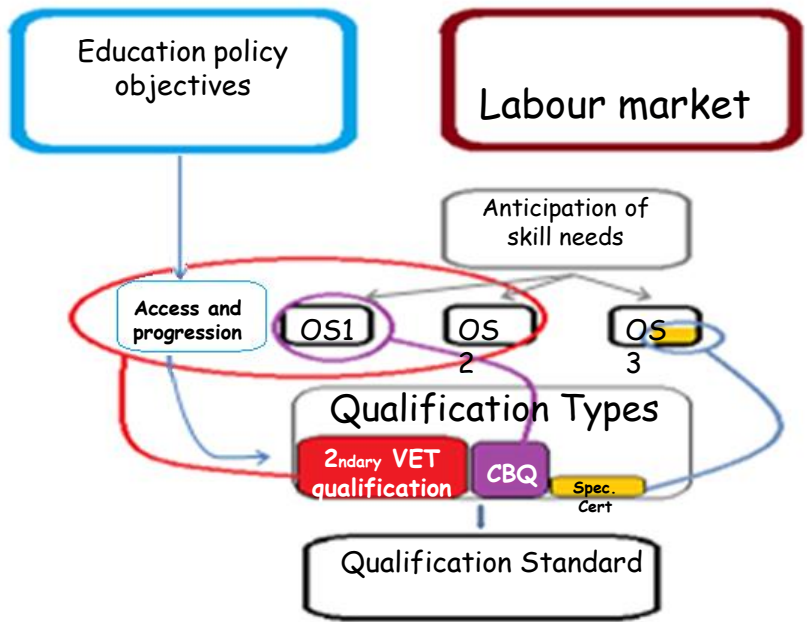 Education policy
objectives
Labour market
Anticipation of
skill needs
Access and
progression
OS1
OS
2
OS
3
Qualification Types
2ndary VET
qualification
CBQ
Spec.
Cert
Qualification Standard